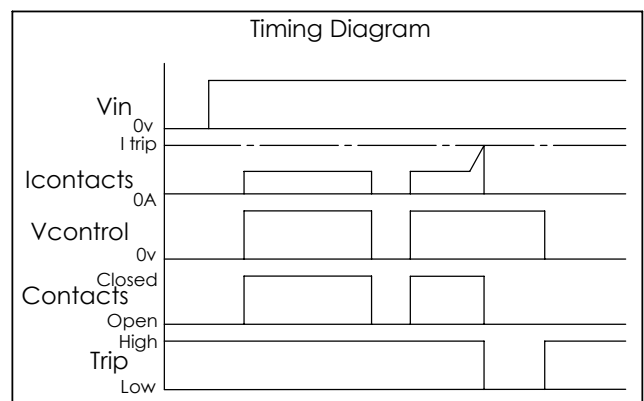 Timing Diagram
Vin
0v
I trip
Icontacts
0A
Vcontrol
0v
Closed
Contacts
Open
High
Trip
Low